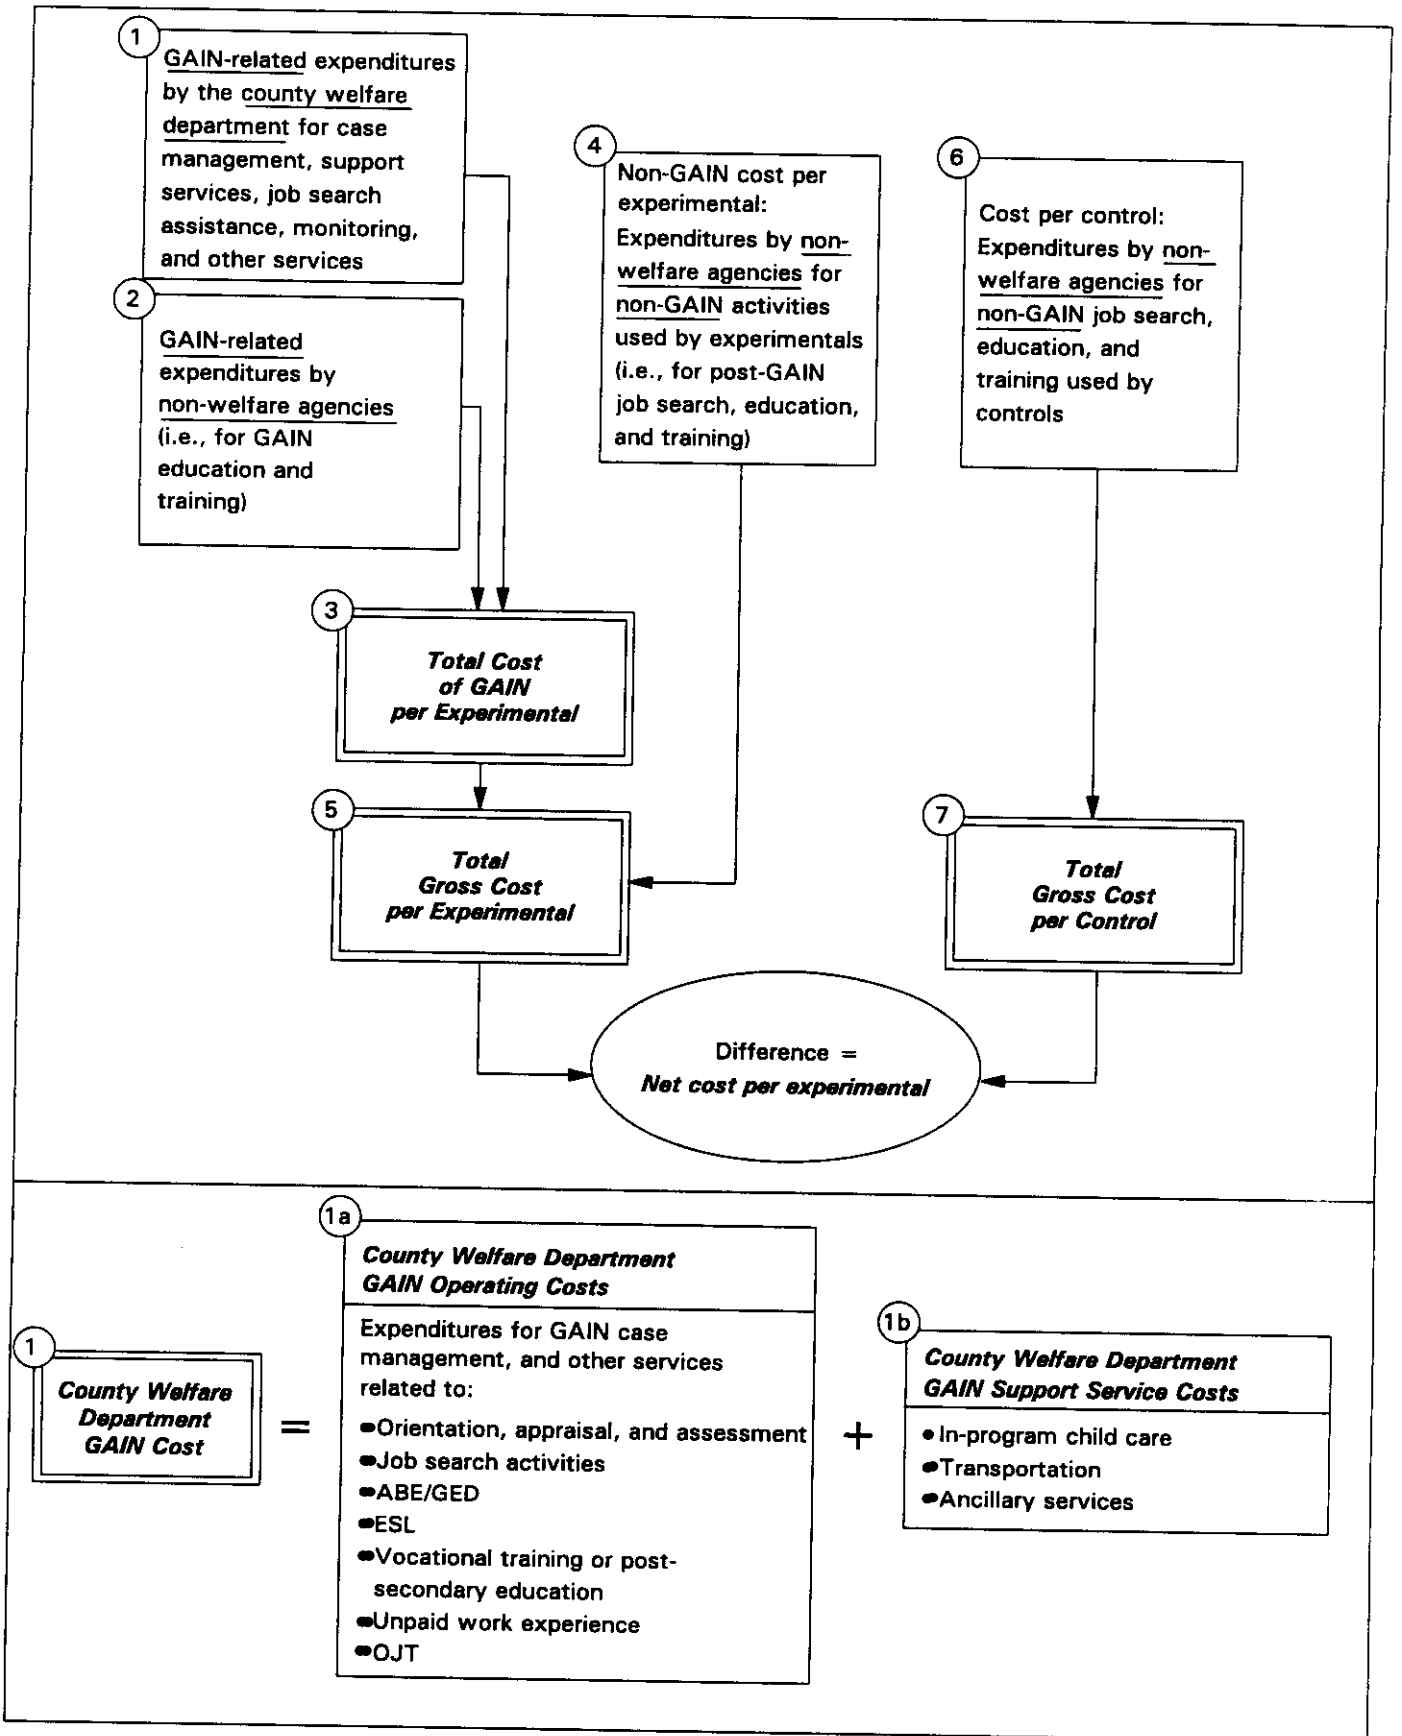 1
GAIN-related expenditures
by the county welfare
department for case
management, support
services, job search
assistance, monitoring,
and other services
2
GAIN-related
expenditures by
non-welfare agencies
(i.e., for GAIN
education and
training)
4
Non-GAIN cost per
experimental:
Expenditures by non-
welfare agencies for
non-GAIN activities
used by experimentals
(i.e., for post-GAIN
job search, education,
and training)
6
Cost per control:
Expenditures by non-
welfare agencies for
non-GAIN job search,
education, and
training used by
controls
3
Total Cost
of GAIN
per Experimental
5
Total
Gross Cost
per Experimental
7
Total
Gross Cost
per Control
Difference =
Net cost per experimental
1
County Welfare
Department
GAIN Cost
=
1a
County Welfare Department
GAIN Operating Costs
Expenditures for GAIN case
management, and other services
related to:
•Orientation, appraisal, and assessment
•Job search activities
•ABE/GED
•ESL
•Vocational training or post-
secondary education
•Unpaid work experience
•OJT
+
1b
County Welfare Department
GAIN Support Service Costs
• In-program child care
•Transportation
•Ancillary services